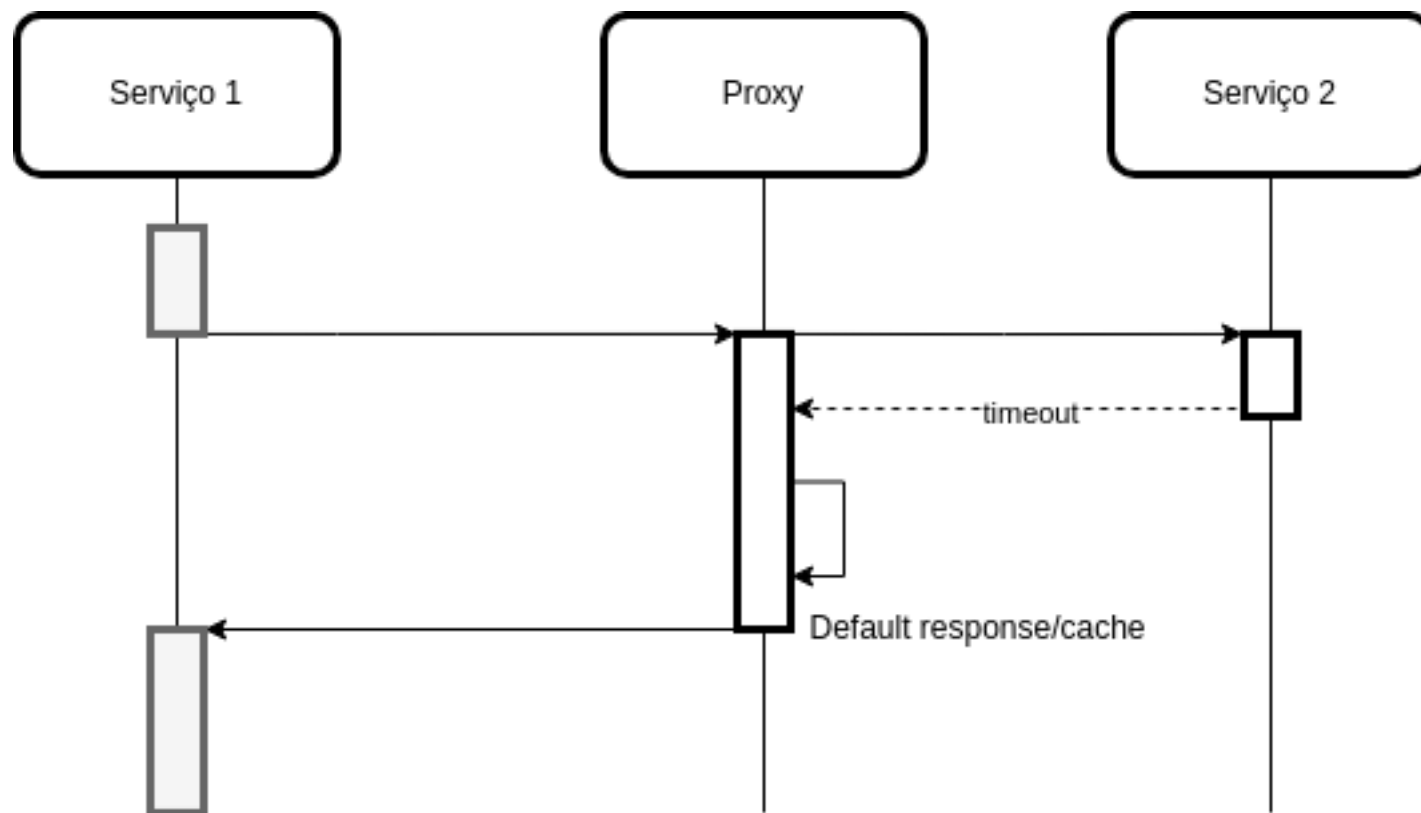 Serviço 1
Proxy
Serviço 2
timeout
Default response/cache